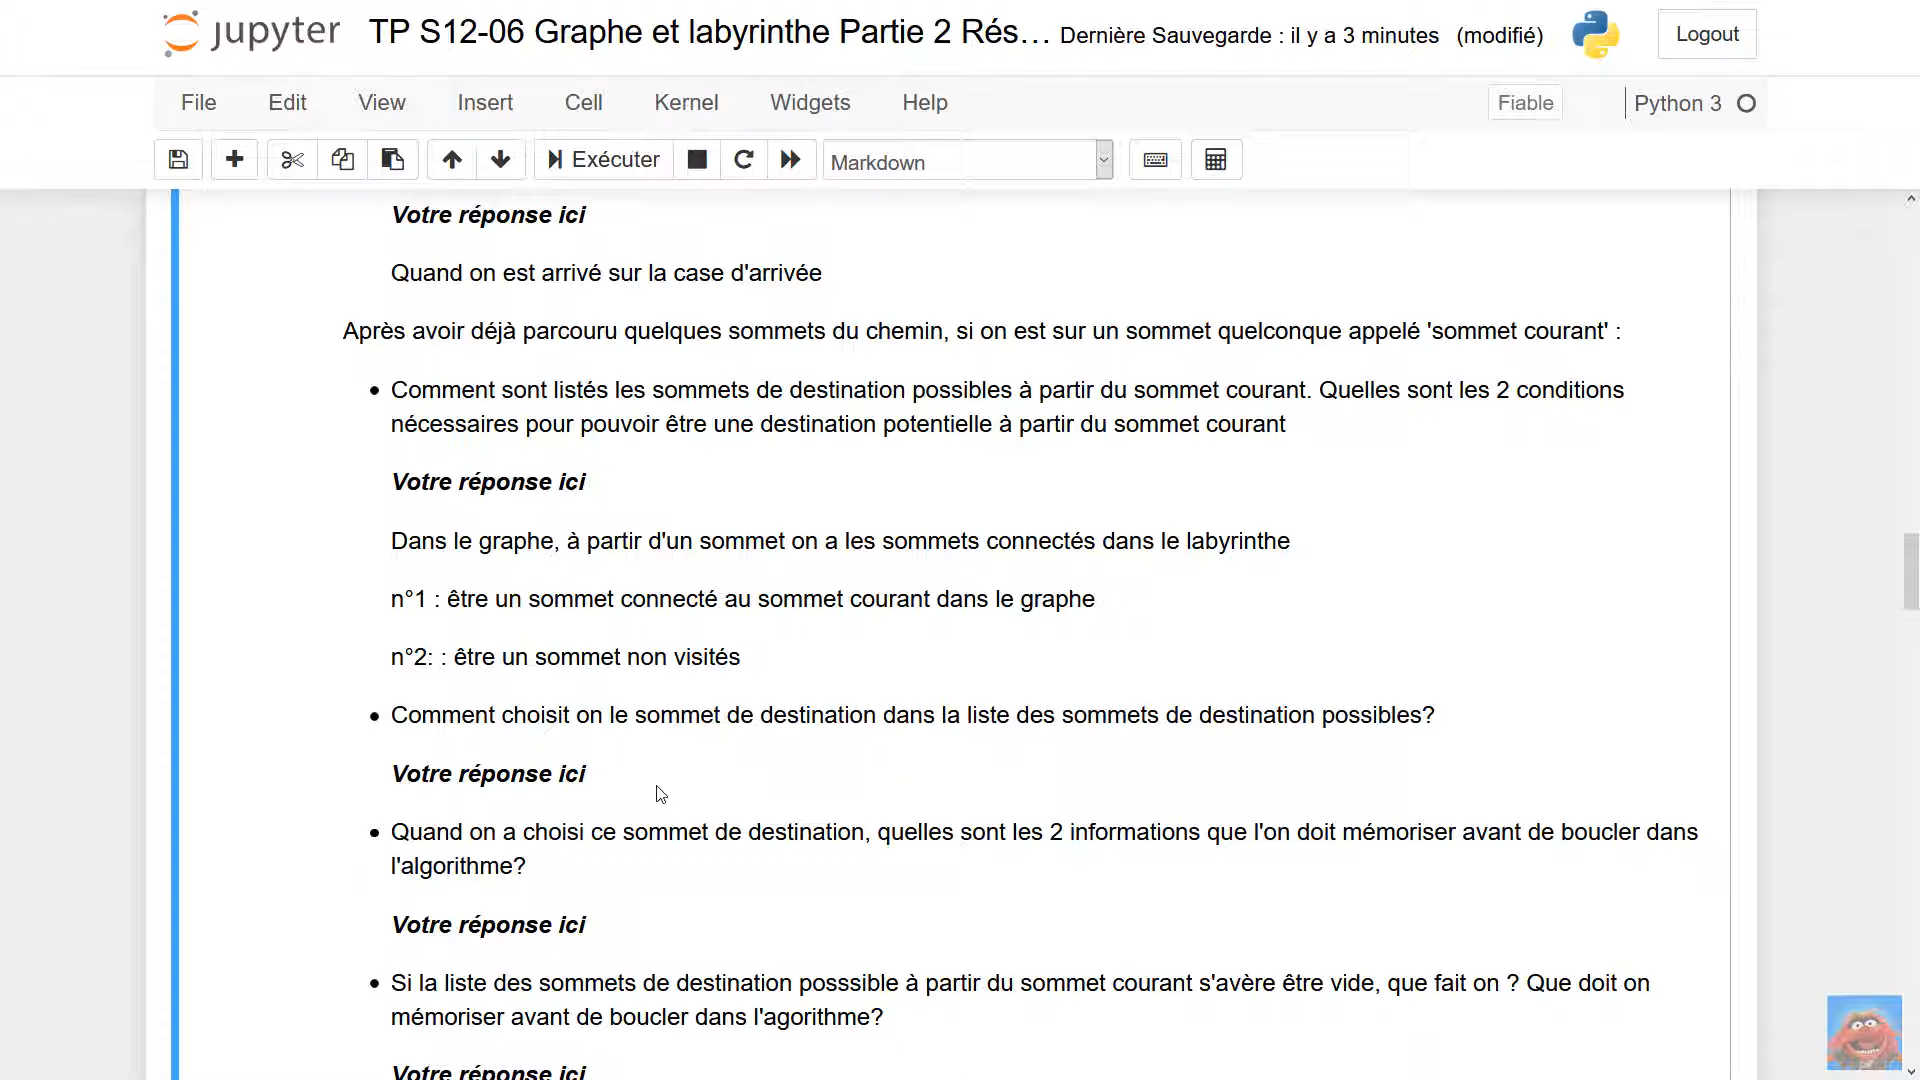 jupyter TP S12-06 Graphe et labyrinthe Partie 2 Rés... Dernière Sauvegarde : il y a 3 minutes (modifié) Logout
File Edit View Insert Cell Kernel Widgets Help Fiable Python 3
Exécuter Markdown
Votre réponse ici
Quand on est arrivé sur la case d'arrivée
Après avoir déjà parcouru quelques sommets du chemin, si on est sur un sommet quelconque appelé 'sommet courant' :
• Comment sont listés les sommets de destination possibles à partir du sommet courant. Quelles sont les 2 conditions
nécessaires pour pouvoir être une destination potentielle à partir du sommet courant
Votre réponse ici
Dans le graphe, à partir d'un sommet on a les sommets connectés dans le labyrinthe
n°1 : être un sommet connecté au sommet courant dans le graphe
n°2: : être un sommet non visités
• Comment choisit on le sommet de destination dans la liste des sommets de destination possibles?
Votre réponse ici
• Quand on a choisi ce sommet de destination, quelles sont les 2 informations que l'on doit mémoriser avant de boucler dans
l'algorithme?
Votre réponse ici
• Si la liste des sommets de destination posssible à partir du sommet courant s'avère être vide, que fait on ? Que doit on
mémoriser avant de boucler dans l'agorithme?
Votre réponse ici